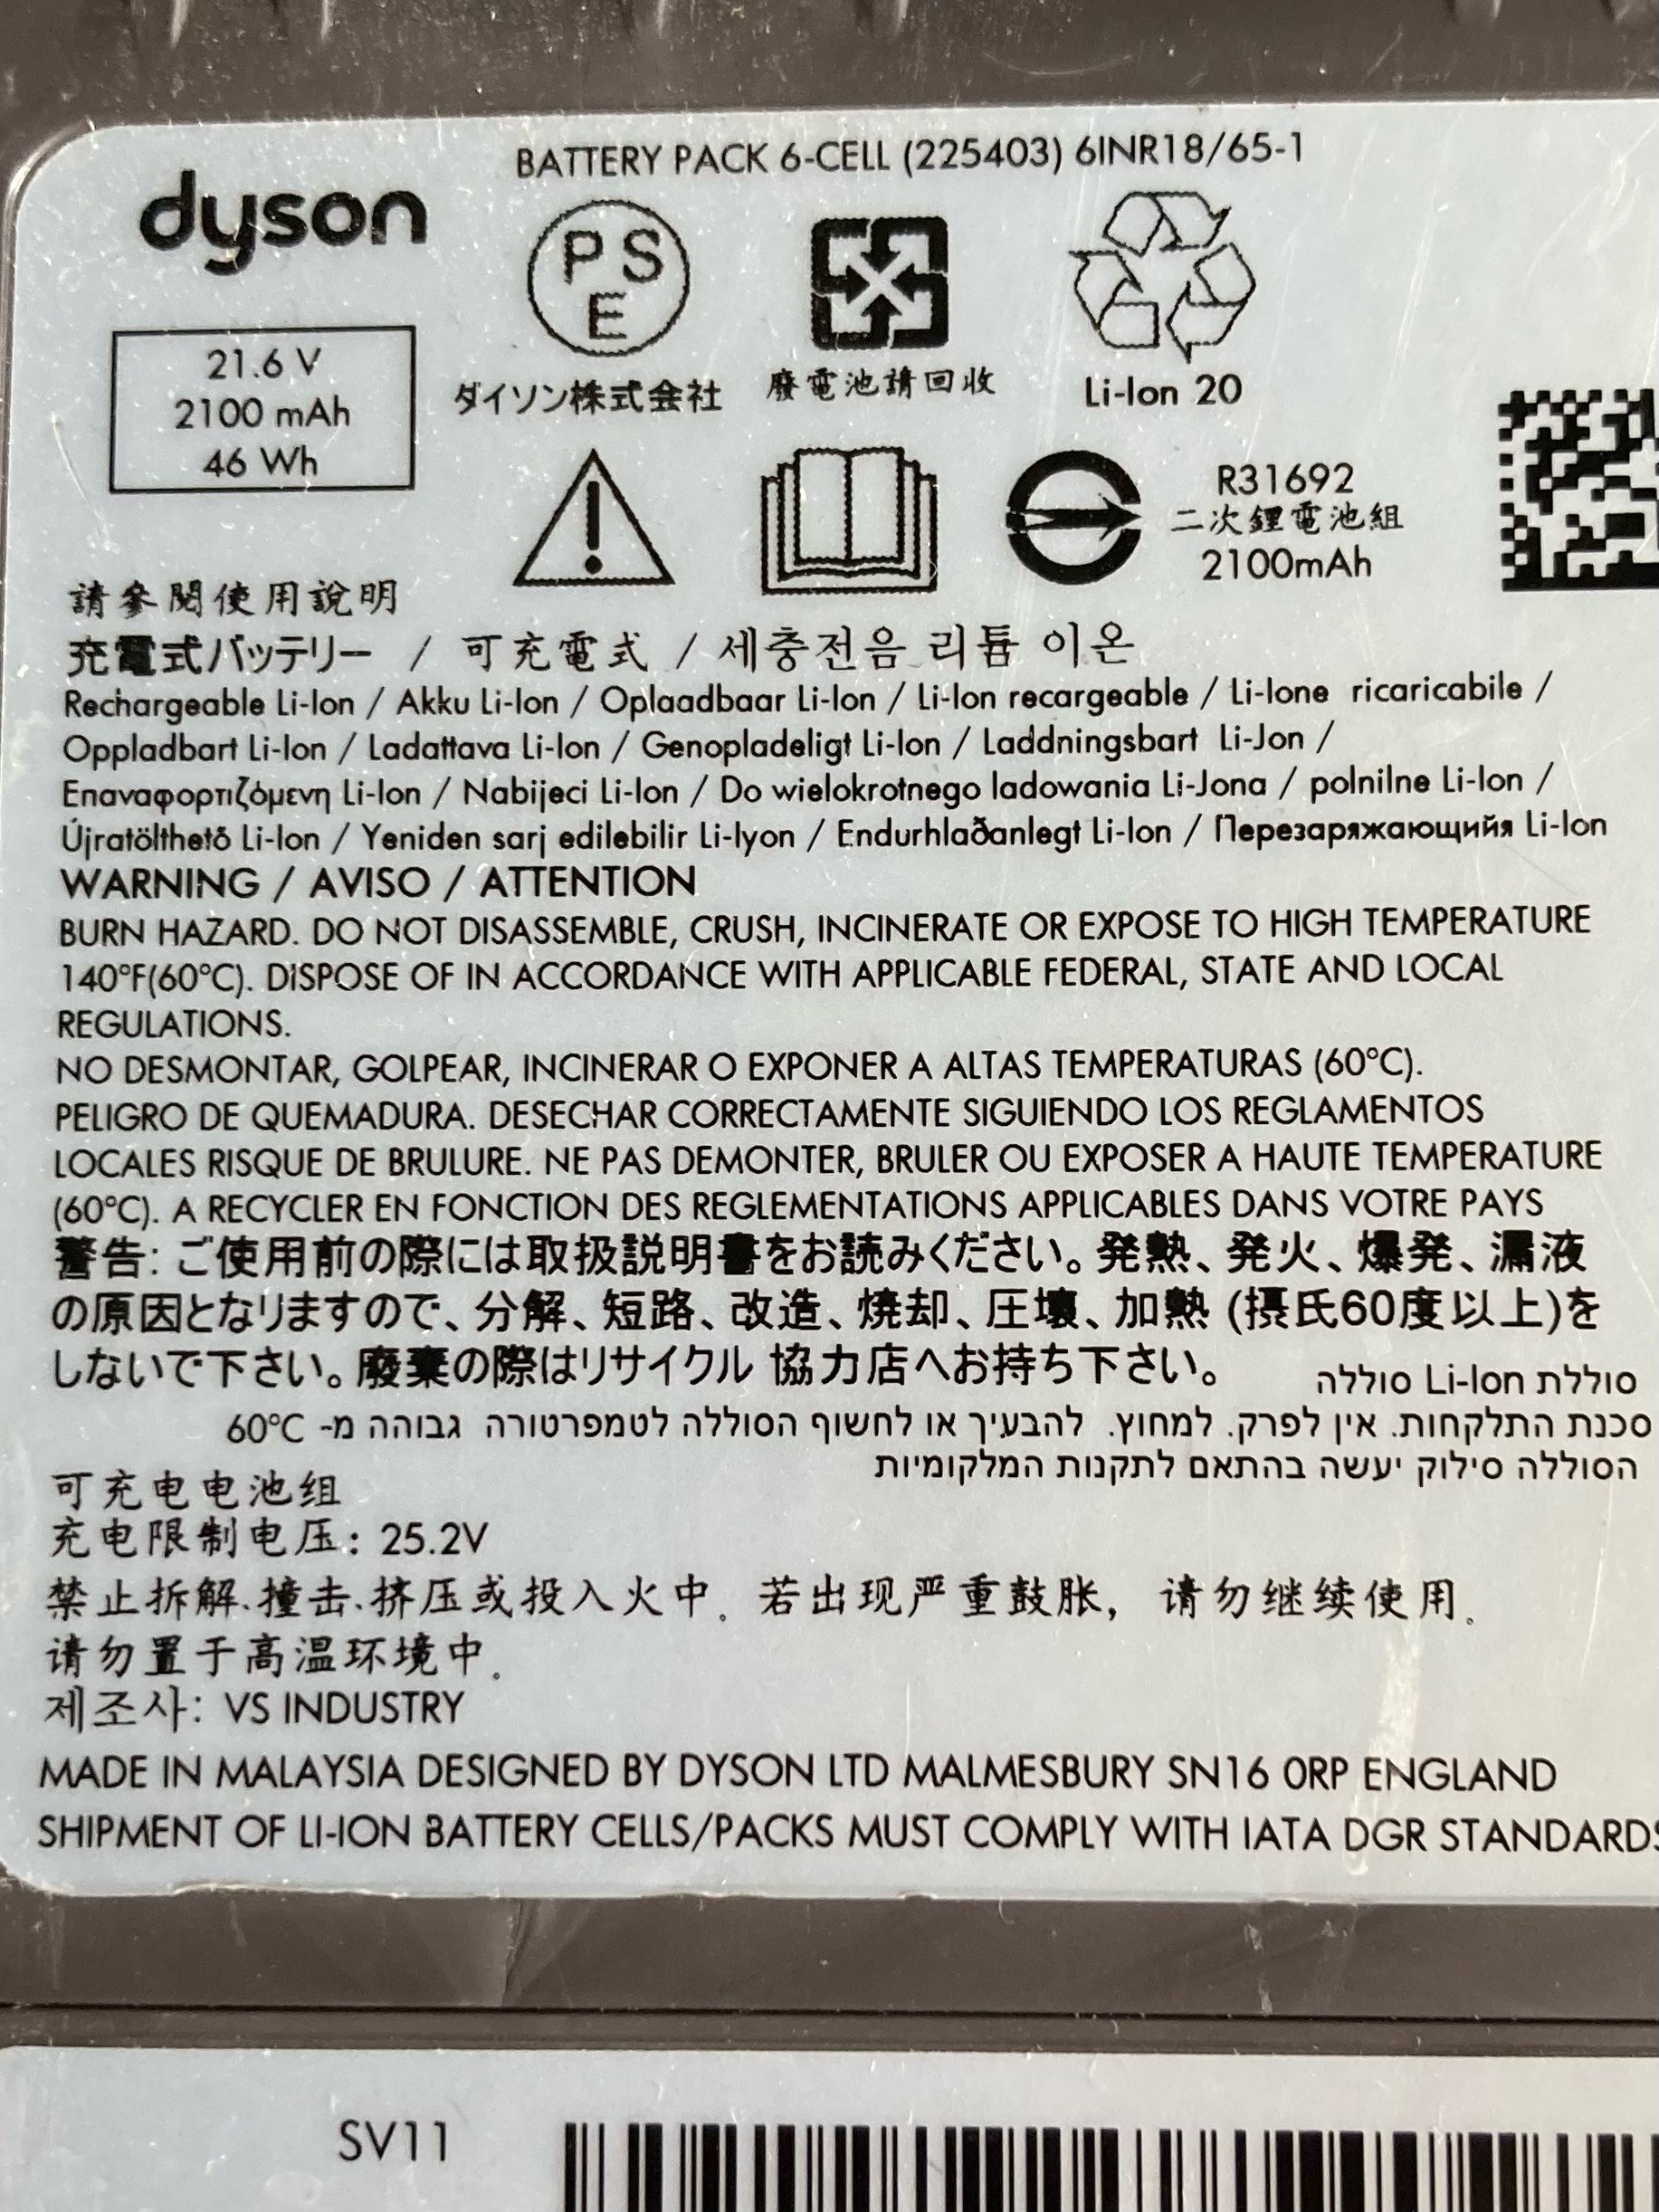 BATTERY PACK 6-CELL (225403) 6INR18/65-1
dyson
P S
E
21.6 V
2100 mAh
46 Wh
ダイソン株式会社
廢電池請回收
Li-Ion 20
R31692
二次鋰電池組
2100mAh
請參閱使用說明
充電式バッテリー / 可充電式 / 세충전음 리튬 이온
Rechargeable Li-Ion / Akku Li-Ion / Oplaadbaar Li-Ion / Li-Ion recargeable / Li-Ione ricaricabile /
Oppladbart Li-Ion / Ladattava Li-Ion / Genopladeligt Li-Ion / Laddningsbart Li-Jon /
Επαναφορτιζόμενη Li-Ion / Nabijeci Li-Ion / Do wielokrotnego ladowania Li-Jona / polnilne Li-Ion /
Újratölthető Li-Ion / Yeniden sarj edilebilir Li-lyon / Endurhlaðanlegt Li-Ion / Перезаряжающийя Li-Ion
WARNING / AVISO / ATTENTION
BURN HAZARD. DO NOT DISASSEMBLE, CRUSH, INCINERATE OR EXPOSE TO HIGH TEMPERATURE
140°F(60°C). DISPOSE OF IN ACCORDANCE WITH APPLICABLE FEDERAL, STATE AND LOCAL
REGULATIONS.
NO DESMONTAR, GOLPEAR, INCINERAR O EXPONER A ALTAS TEMPERATURAS (60°C).
PELIGRO DE QUEMADURA. DESECHAR CORRECTAMENTE SIGUIENDO LOS REGLAMENTOS
LOCALES RISQUE DE BRULURE. NE PAS DEMONTER, BRULER OU EXPOSER A HAUTE TEMPERATURE
(60°C). A RECYCLER EN FONCTION DES REGLEMENTATIONS APPLICABLES DANS VOTRE PAYS
警告: ご使用前の際には取扱説明書をお読みください。発熱、発火、爆発、漏液
の原因となりますので、分解、短路、改造、焼却、圧壊、加熱 (摂氏60度以上)を
しないで下さい。廃棄の際はリサイクル 協力店へお持ち下さい。
סוללת Li-Ion סוללה
סכנת התלקחות. אין לפרק. למחוץ. להבעיך או לחשוף הסוללה לטמפרטורה גבוהה מ- 60°C
הסוללה סילוק יעשה בהתאם לתקנות המלקומיות
可充电电池组
充电限制电压: 25.2V
禁止拆解、撞击、挤压或投入火中。若出现严重鼓胀, 请勿继续使用。
请勿置于高温环境中。
제조사: VS INDUSTRY
MADE IN MALAYSIA DESIGNED BY DYSON LTD MALMESBURY SN16 0RP ENGLAND
SHIPMENT OF LI-ION BATTERY CELLS/PACKS MUST COMPLY WITH IATA DGR STANDARDS
SV11